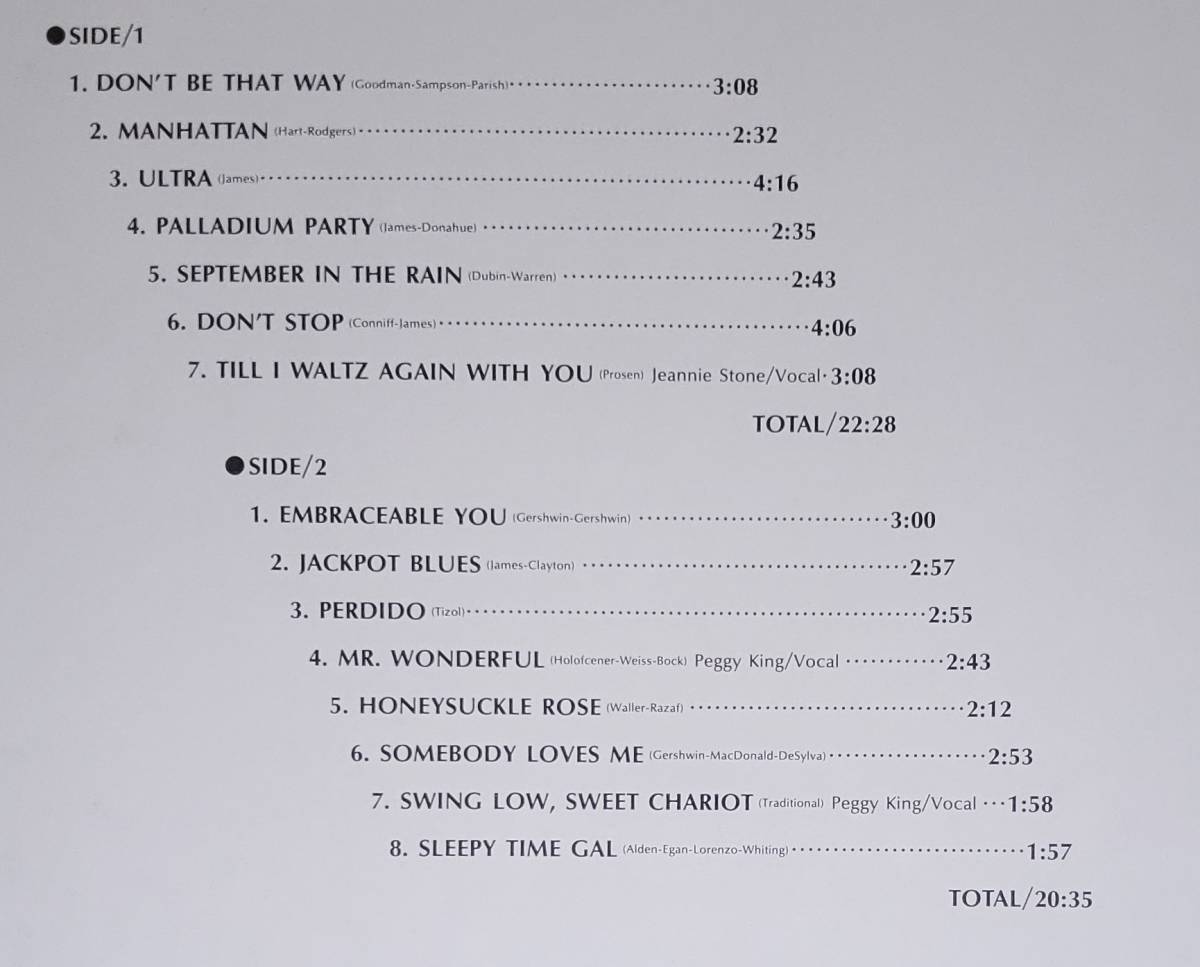 ●SIDE/1
1. DON'T BE THAT WAY (Goodman-Sampson-Parish)························3:08
2. MANHATTAN (Hart-Rodgers)············································2:32
3. ULTRA (James)··························································4:16
4. PALLADIUM PARTY (James-Donahue) ··································2:35
5. SEPTEMBER IN THE RAIN (Dubin-Warren) ···························2:43
6. DON'T STOP (Conniff-James)············································4:06
7. TILL I WALTZ AGAIN WITH YOU (Prosen) Jeannie Stone/Vocal·3:08
TOTAL/22:28
●SIDE/2
1. EMBRACEABLE YOU (Gershwin-Gershwin) ······························3:00
2. JACKPOT BLUES (James-Clayton) ·······································2:57
3. PERDIDO (Tizol)·······················································2:55
4. MR. WONDERFUL (Holofcener-Weiss-Bock) Peggy King/Vocal ············2:43
5. HONEYSUCKLE ROSE (Waller-Razaf) ·································2:12
6. SOMEBODY LOVES ME (Gershwin-MacDonald-DeSylva)···················2:53
7. SWING LOW, SWEET CHARIOT (Traditional) Peggy King/Vocal ···1:58
8. SLEEPY TIME GAL (Alden-Egan-Lorenzo-Whiting)····························1:57
TOTAL/20:35